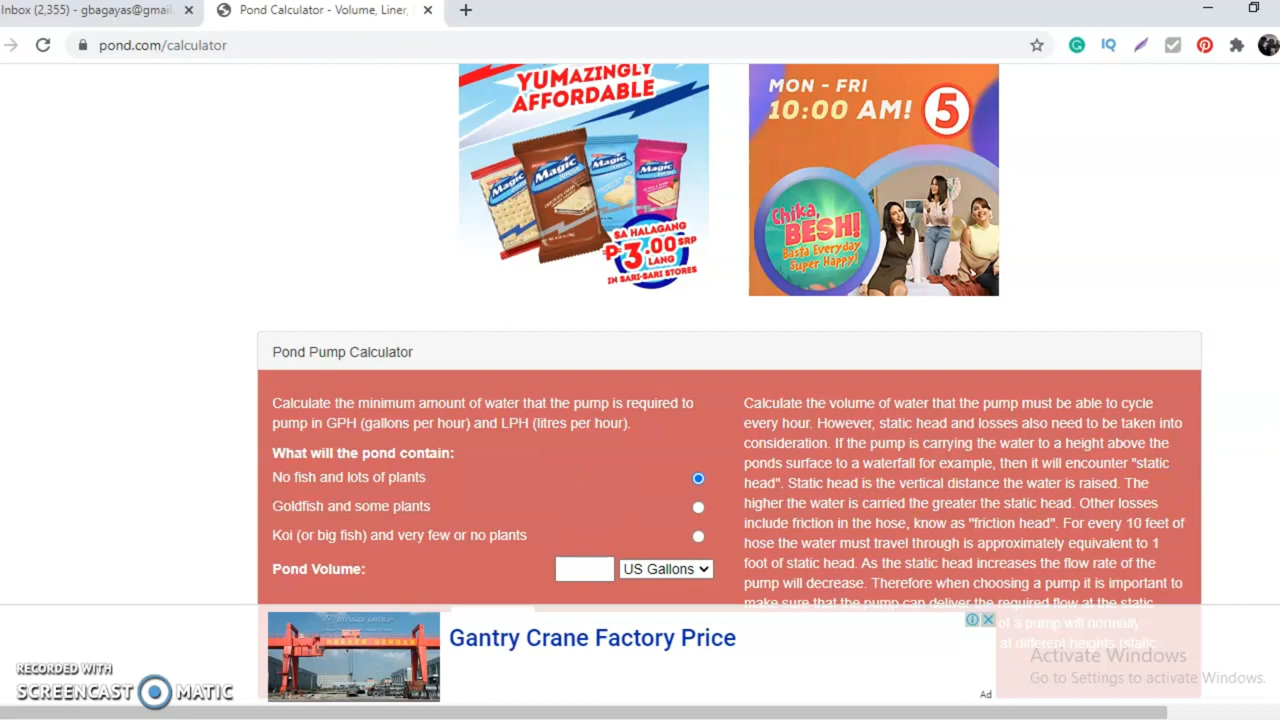 Inbox (2,355) - gbagayas@gmail.
Pond Calculator - Volume, Liner,
pond.com/calculator
YUMAZINGLY
AFFORDABLE
Magic
Magic
Magic
Magic
SA HALAGANG
₱3.00 SRP
LANG
IN SARI-SARI STORES
MON - FRI
10:00 AM!
5
Chika,
BESH!
Basta Everyday
Super Happy!
Pond Pump Calculator
Calculate the minimum amount of water that the pump is required to
pump in GPH (gallons per hour) and LPH (litres per hour).
What will the pond contain:
No fish and lots of plants
Goldfish and some plants
Koi (or big fish) and very few or no plants
Pond Volume:
US Gallons
Calculate the volume of water that the pump must be able to cycle
every hour. However, static head and losses also need to be taken into
consideration. If the pump is carrying the water to a height above the
ponds surface to a waterfall for example, then it will encounter "static
head". Static head is the vertical distance the water is raised. The
higher the water is carried the greater the static head. Other losses
include friction in the hose, know as "friction head". For every 10 feet of
hose the water must travel through is approximately equivalent to 1
foot of static head. As the static head increases the flow rate of the
pump will decrease. Therefore when choosing a pump it is important to
make sure that the pump can deliver the required flow at the static
of a pump will normally
at different heights (static
Gantry Crane Factory Price
Ad
Activate Windows
Go to Settings to activate Windows.
RECORDED WITH
SCREENCAST MATIC